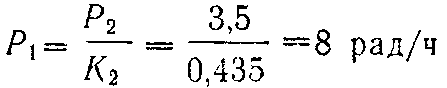 P₁ = P₂/K₂ = 3,5/0,435 = 8 рад/ч